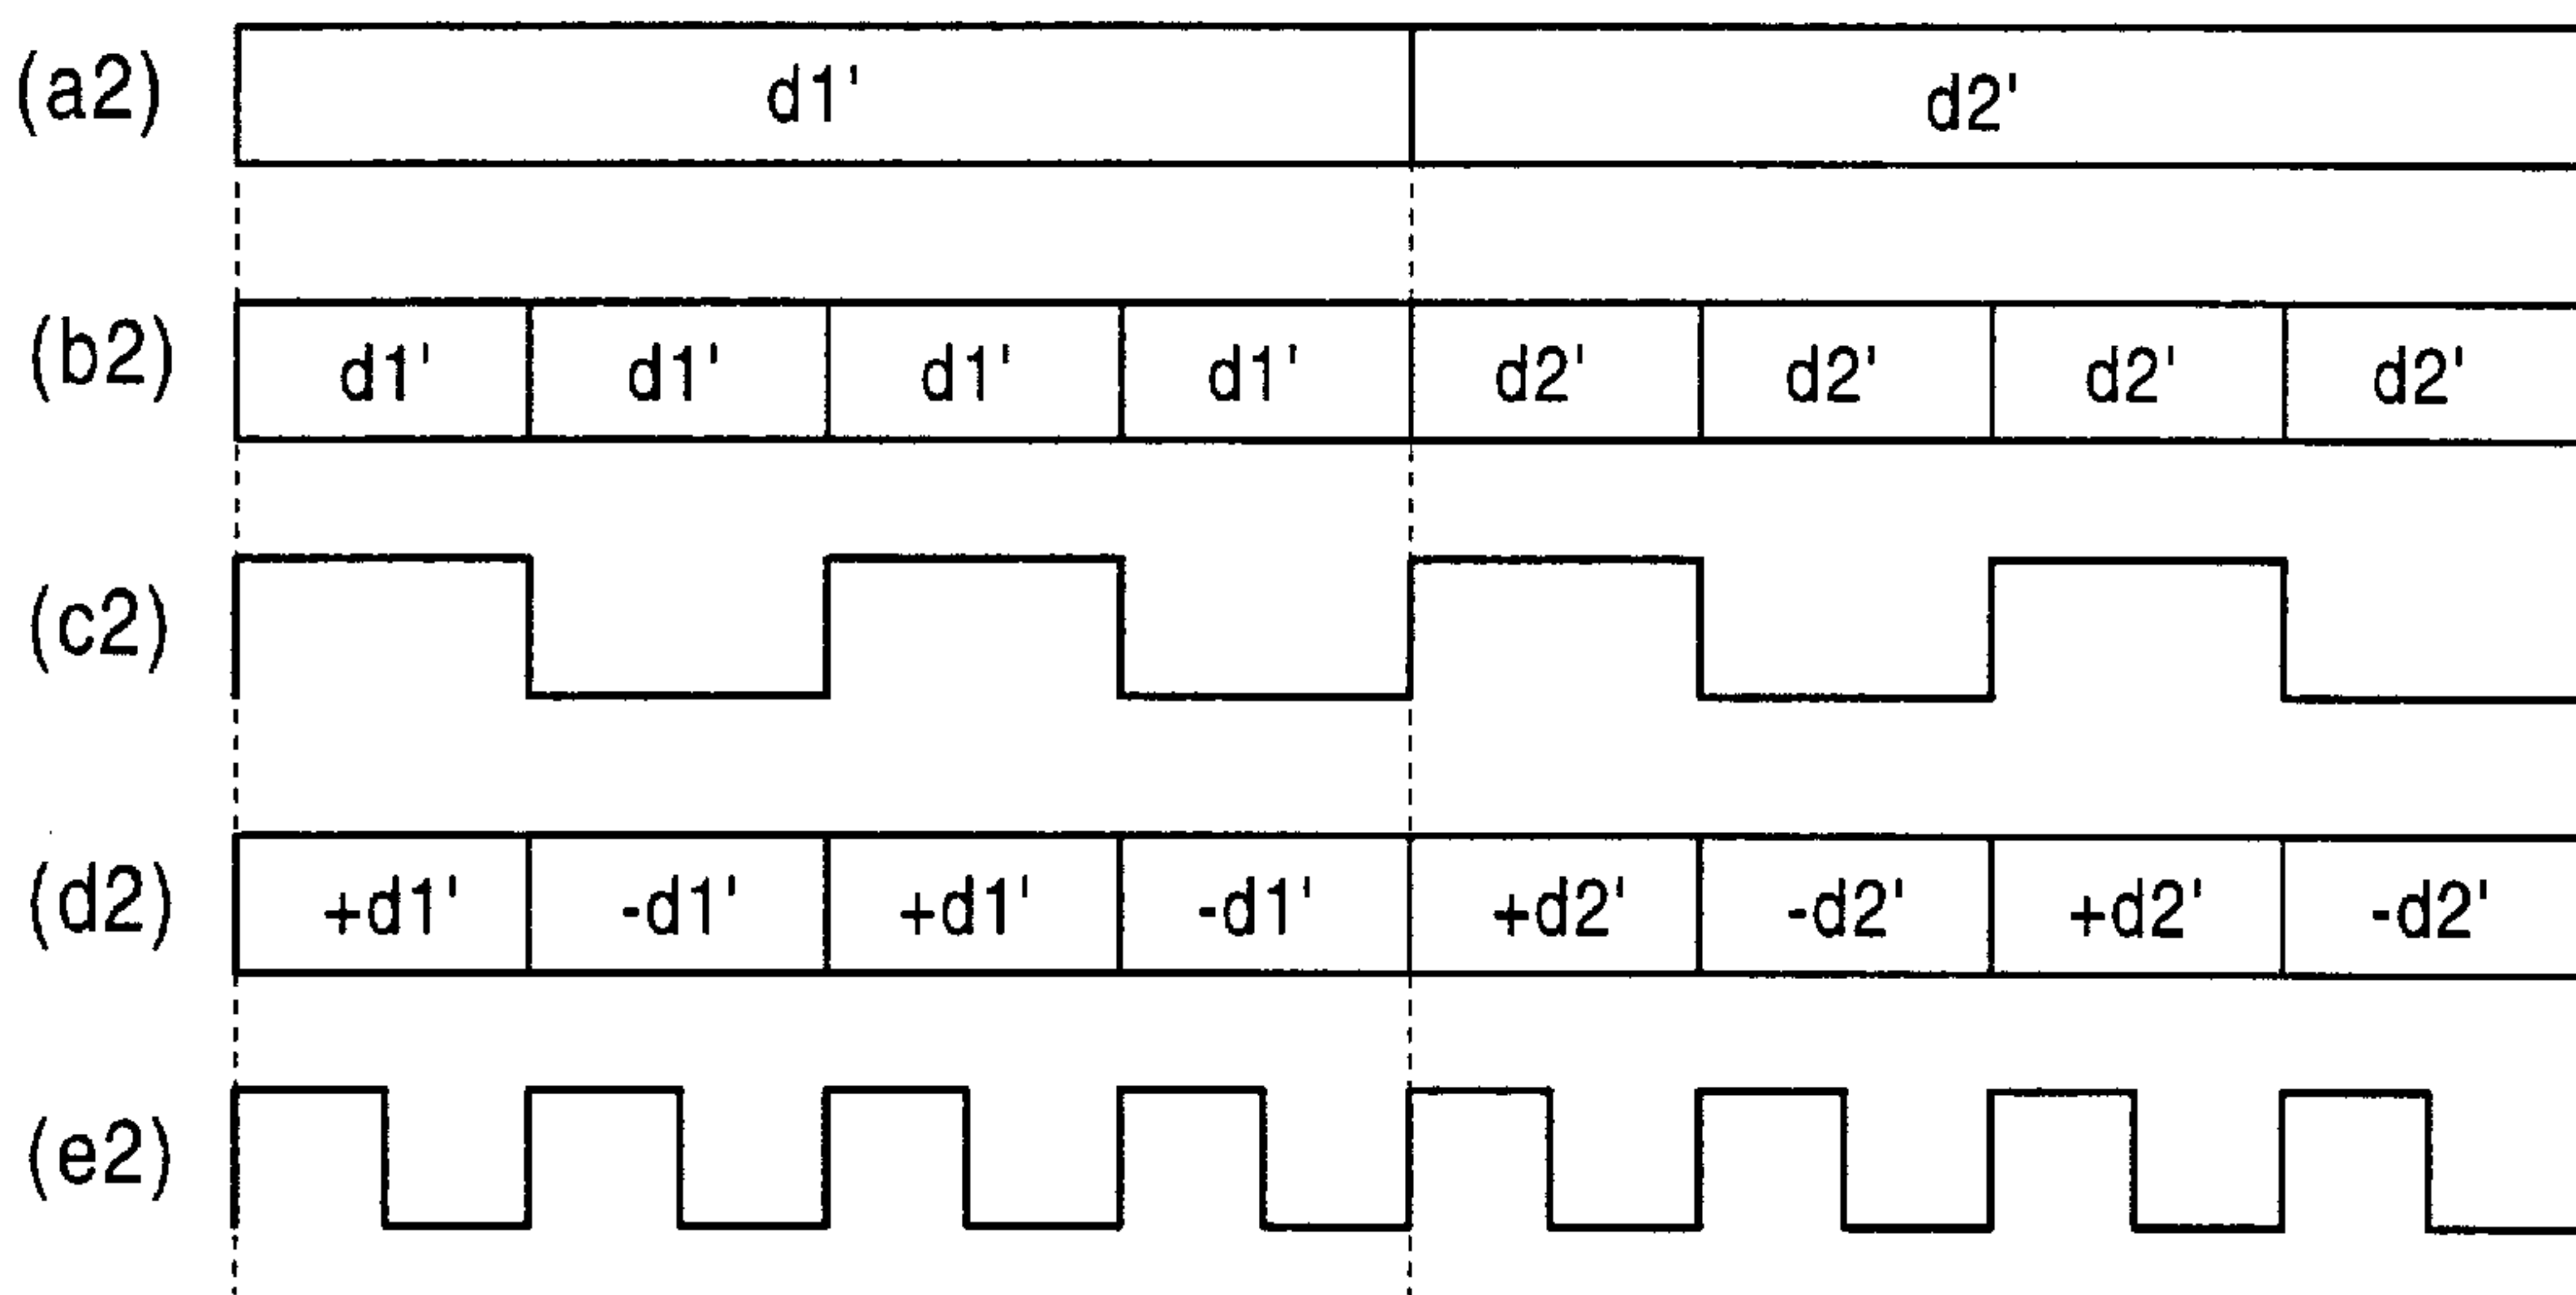 (a2) d1' d2'
(b2) d1' d1' d1' d1' d2' d2' d2' d2'
(c2)
(d2) +d1' -d1' +d1' -d1' +d2' -d2' +d2' -d2'
(e2)